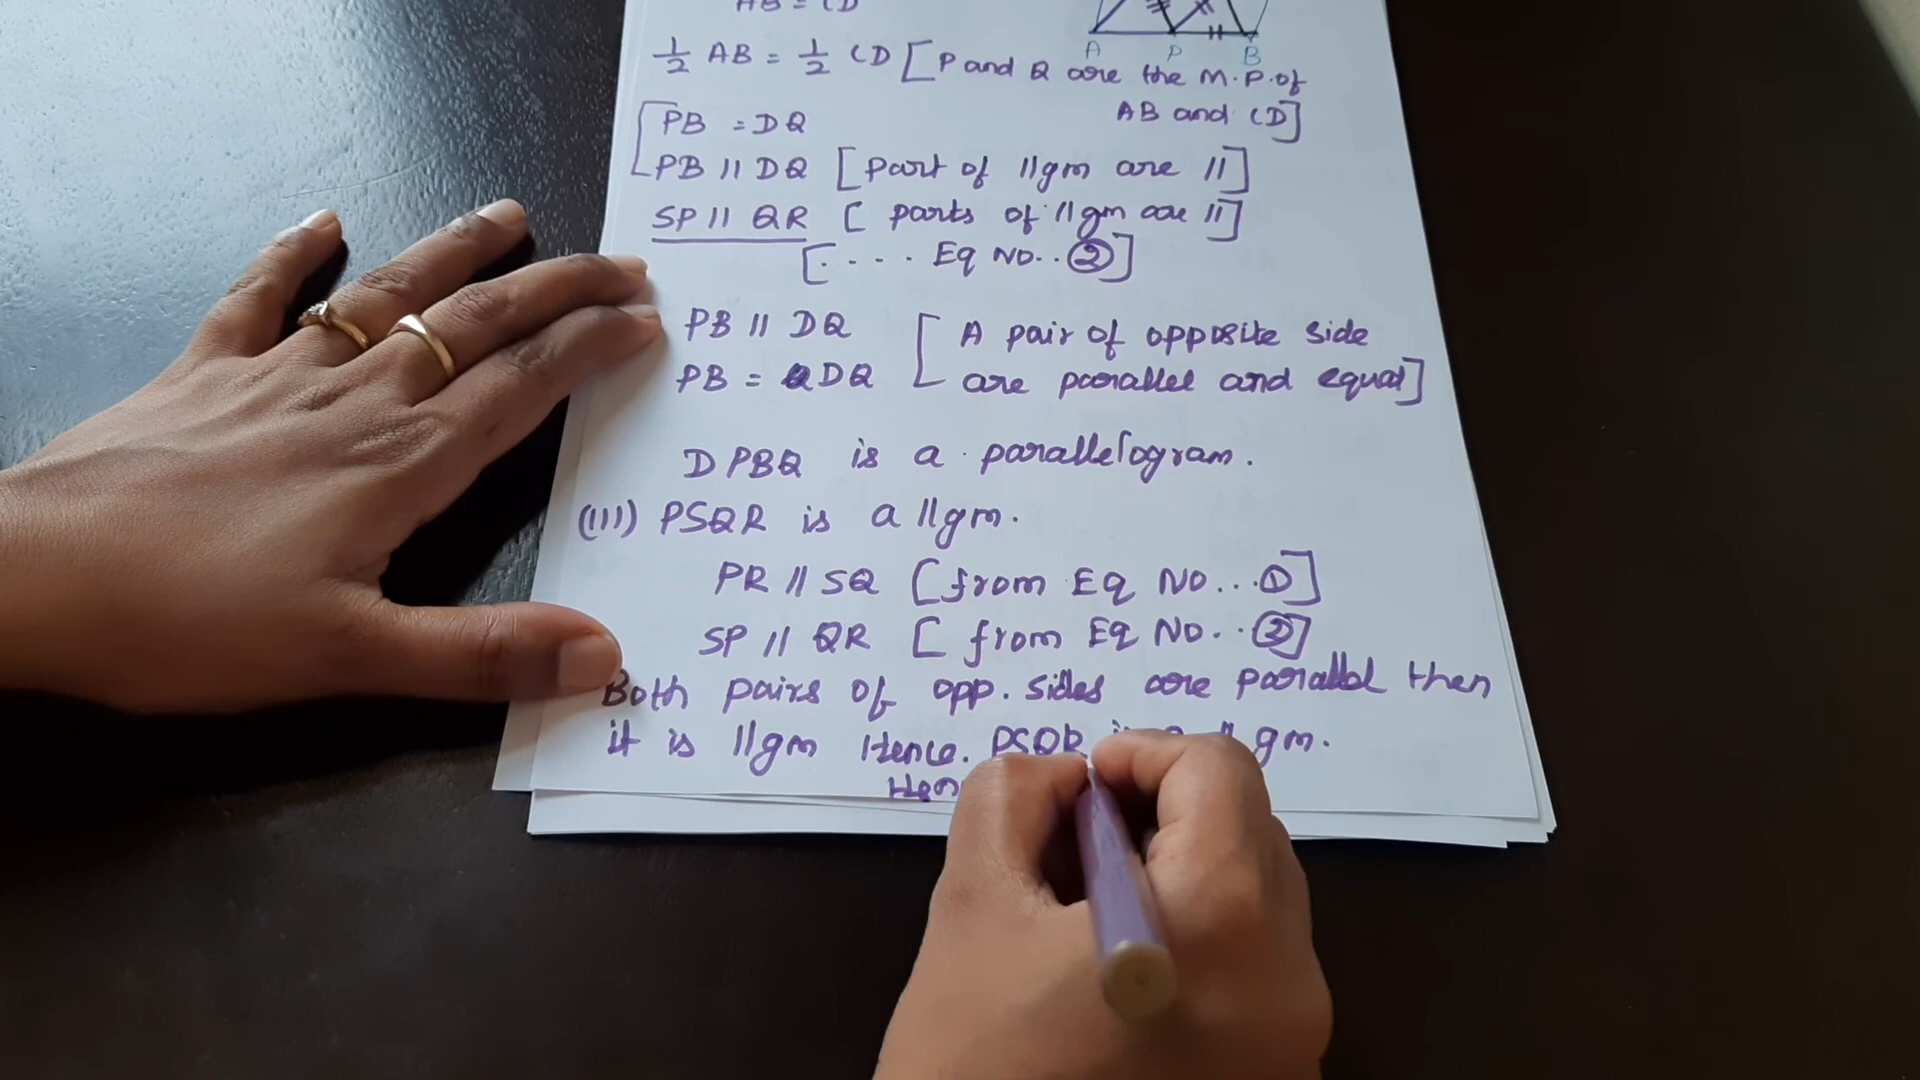 AB = CD
A P B
1/2 AB = 1/2 CD [P and Q are the M.P. of
AB and CD]
PB = DQ
PB // DQ [Part of //gm are //]
SP // QR [parts of //gm are //]
[.... Eq No.. ②]
PB // DQ [A pair of opposite side
PB = DQ are parallel and equal]
DPBQ is a parallelogram.
(III) PSQR is a //gm.
PR // SQ [from Eq No... ①]
SP // QR [from Eq No.. ②]
Both pairs of opp. sides are parallel then
it is //gm Hence. PSQR // gm.